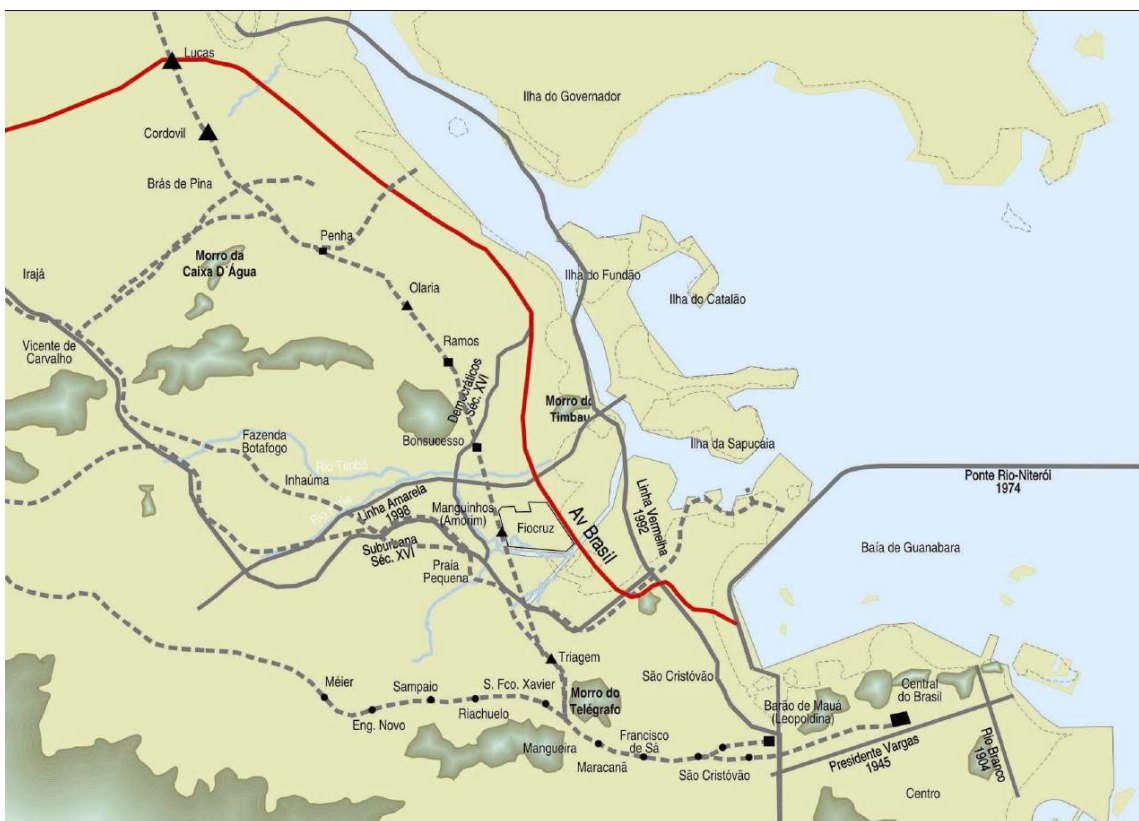 Lucas
Ilha do Governador
Cordovil
Brás de Pina
Penha
Morro da
Caixa D´Água
Irajá
Ilha do Fundão
Ilha do Catalão
Olaria
Ramos
Vicente de
Carvalho
Democráticos
Séc. XVI
Morro do
Timbau
Fazenda
Botafogo
Bonsucesso
Ilha da Sapucaia
Rio Timbó
Inhaúma
Ponte Rio-Niterói
1974
Linha Amarela
1998
Manguinhos
(Amorim)
Fiocruz
Av Brasil
Linha Vermelha
1992
Suburbana
Séc. XVI
Baía de Guanabara
Praia
Pequena
Triagem
São Cristóvão
Méier
Sampaio
S. Fco. Xavier
Morro do
Telégrafo
Central
do Brasil
Eng. Novo
Riachuelo
Barão de Mauá
(Leopoldina)
Mangueira
Francisco
de Sá
Maracanã
São Cristóvão
Presidente Vargas
1945
Rio Branco
1904
Centro